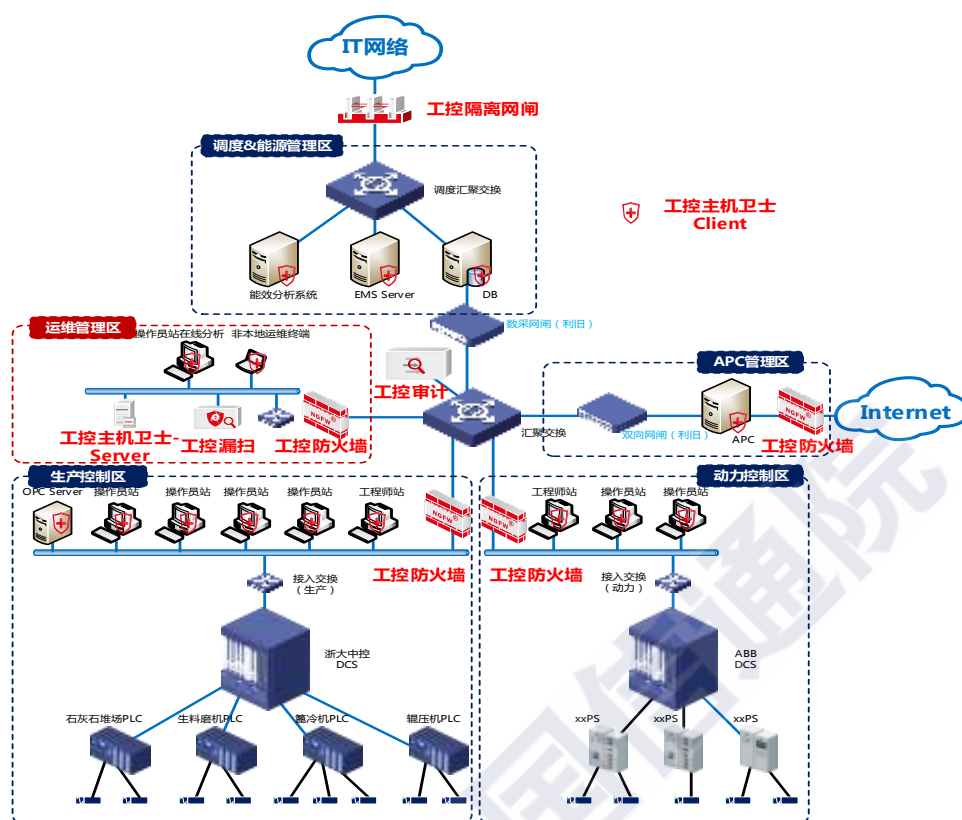 IT网络
工控隔离网闸
调度&能源管理区
调度汇聚交换
工控主机卫士
Client
能效分析系统
EMS Server
DB
数采网闸（利旧）
运维管理区
操作员站在线分析
非本地运维终端
工控审计
APC管理区
NGFW®
工控主机卫士-
Server
工控漏扫
工控防火墙
汇聚交换
双向网闸（利旧）
APC
NGFW®
工控防火墙
Internet
生产控制区
OPC Server
操作员站
操作员站
操作员站
操作员站
工程师站
NGFW®
工控防火墙
接入交换
（生产）
浙大中控
DCS
石灰石堆场PLC
生料磨机PLC
篦冷机PLC
辊压机PLC
动力控制区
NGFW®
工程师站
操作员站
操作员站
工控防火墙
接入交换
（动力）
ABB
DCS
xxPS
xxPS
xxPS
国信通院